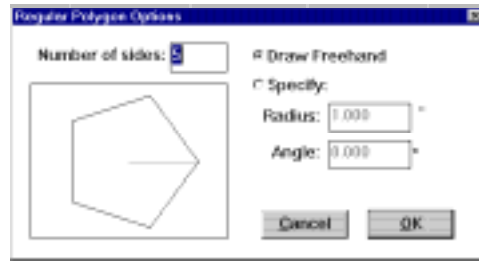 Regular Polygon Options
Number of sides: 5
Draw Freehand
Specify:
Radius: 1.000 "
Angle: 0.000 °
Cancel
OK